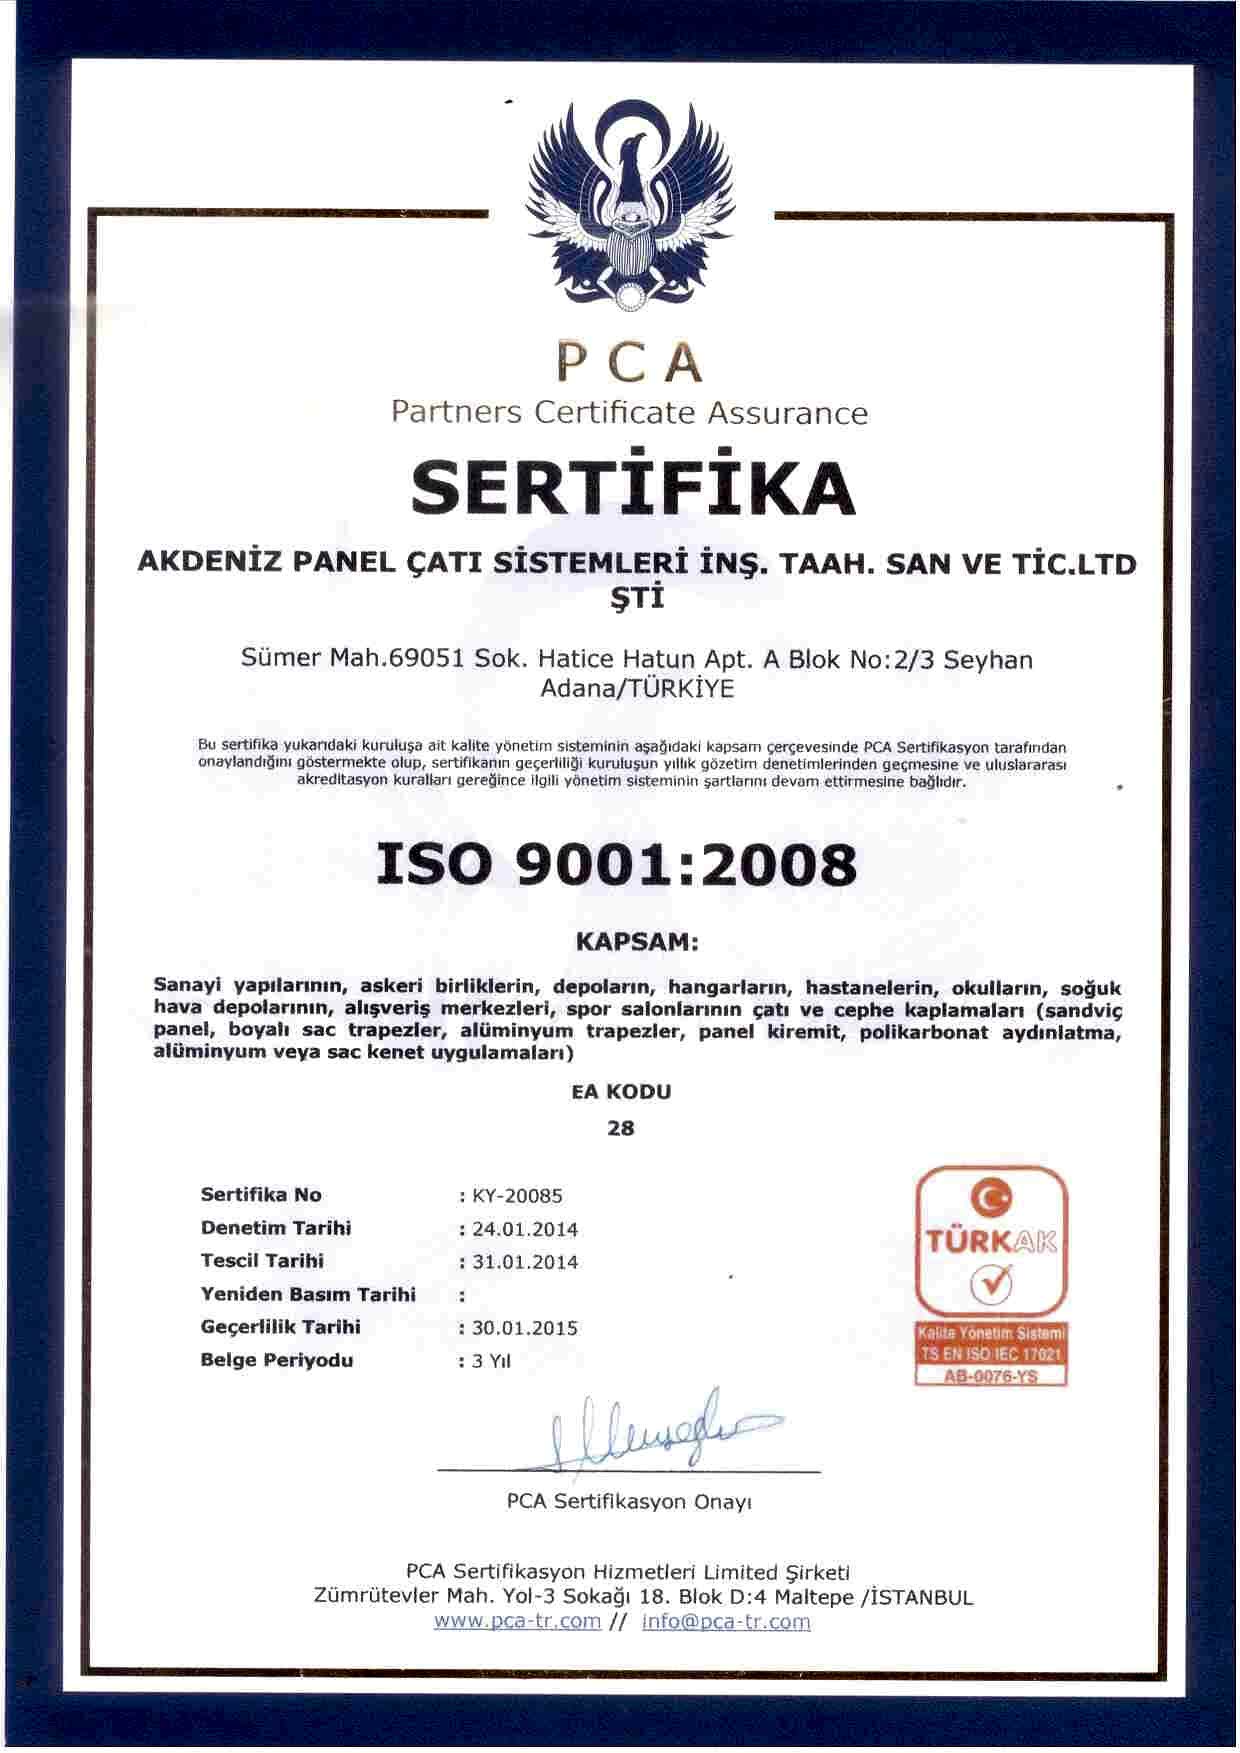 PCA
Partners Certificate Assurance
SERTİFİKA
AKDENİZ PANEL ÇATI SİSTEMLERİ İNŞ. TAAH. SAN VE TİC.LTD
ŞTİ
Sümer Mah.69051 Sok. Hatice Hatun Apt. A Blok No:2/3 Seyhan
Adana/TÜRKİYE
Bu sertifika yukarıdaki kuruluşa ait kalite yönetim sisteminin aşağıdaki kapsam çerçevesinde PCA Sertifikasyon tarafından
onaylandığını göstermekte olup, sertifikanın geçerliliği kuruluşun yıllık gözetim denetimlerinden geçmesine ve uluslararası
akreditasyon kuralları gereğince ilgili yönetim sisteminin şartlarını devam ettirmesine bağlıdır.
ISO 9001:2008
KAPSAM:
Sanayi yapılarının, askeri birliklerin, depoların, hangarların, hastanelerin, okulların, soğuk
hava depolarının, alışveriş merkezleri, spor salonlarının çatı ve cephe kaplamaları (sandviç
panel, boyalı sac trapezler, alüminyum trapezler, panel kiremit, polikarbonat aydınlatma,
alüminyum veya sac kenet uygulamaları)
EA KODU
28
Sertifika No : KY-20085
Denetim Tarihi : 24.01.2014
Tescil Tarihi : 31.01.2014
Yeniden Basım Tarihi :
Geçerlilik Tarihi : 30.01.2015
Belge Periyodu : 3 Yıl
TÜRKAK
Kalite Yönetim Sistemi
TS EN ISO IEC 17021
AB-0076-YS
PCA Sertifikasyon Onayı
PCA Sertifikasyon Hizmetleri Limited Şirketi
Zümrütevler Mah. Yol-3 Sokağı 18. Blok D:4 Maltepe /İSTANBUL
www.pca-tr.com // info@pca-tr.com